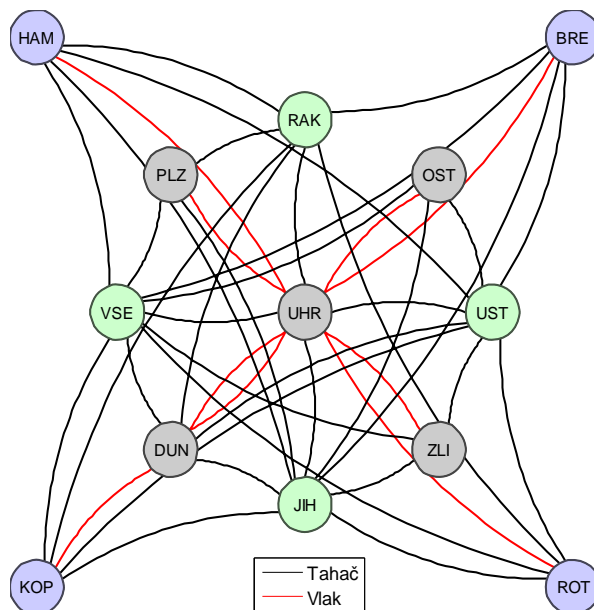 HAM
BRE
RAK
PLZ
OST
VSE
UHR
UST
DUN
ZLI
JIH
KOP
ROT
Tahač
Vlak